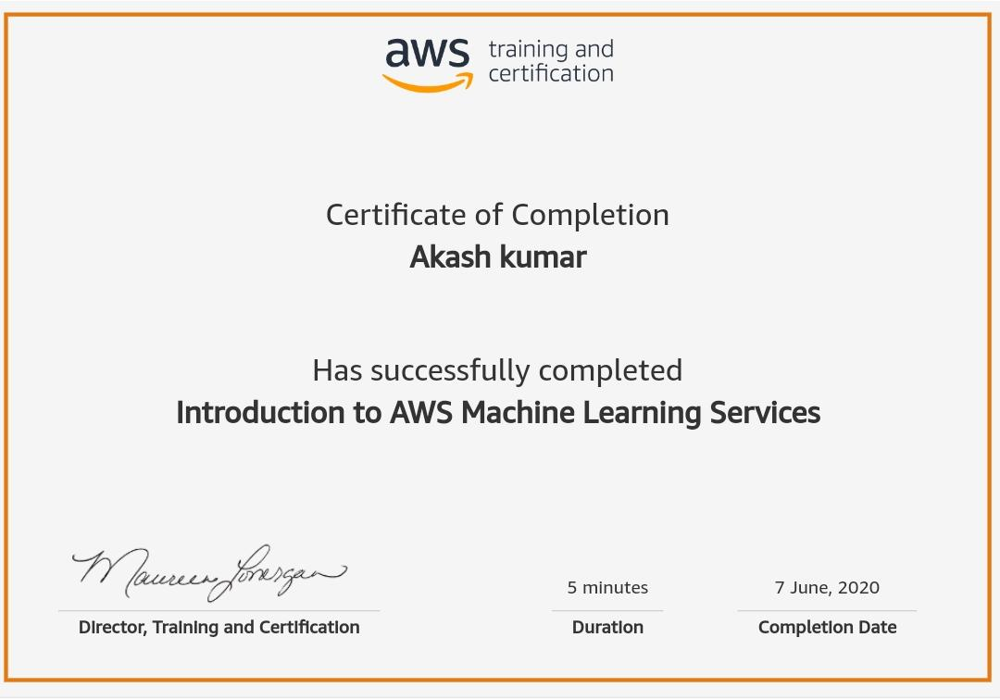 aws training and
certification
Certificate of Completion
Akash kumar
Has successfully completed
Introduction to AWS Machine Learning Services
Maureen Lonergan
5 minutes
7 June, 2020
Director, Training and Certification
Duration
Completion Date